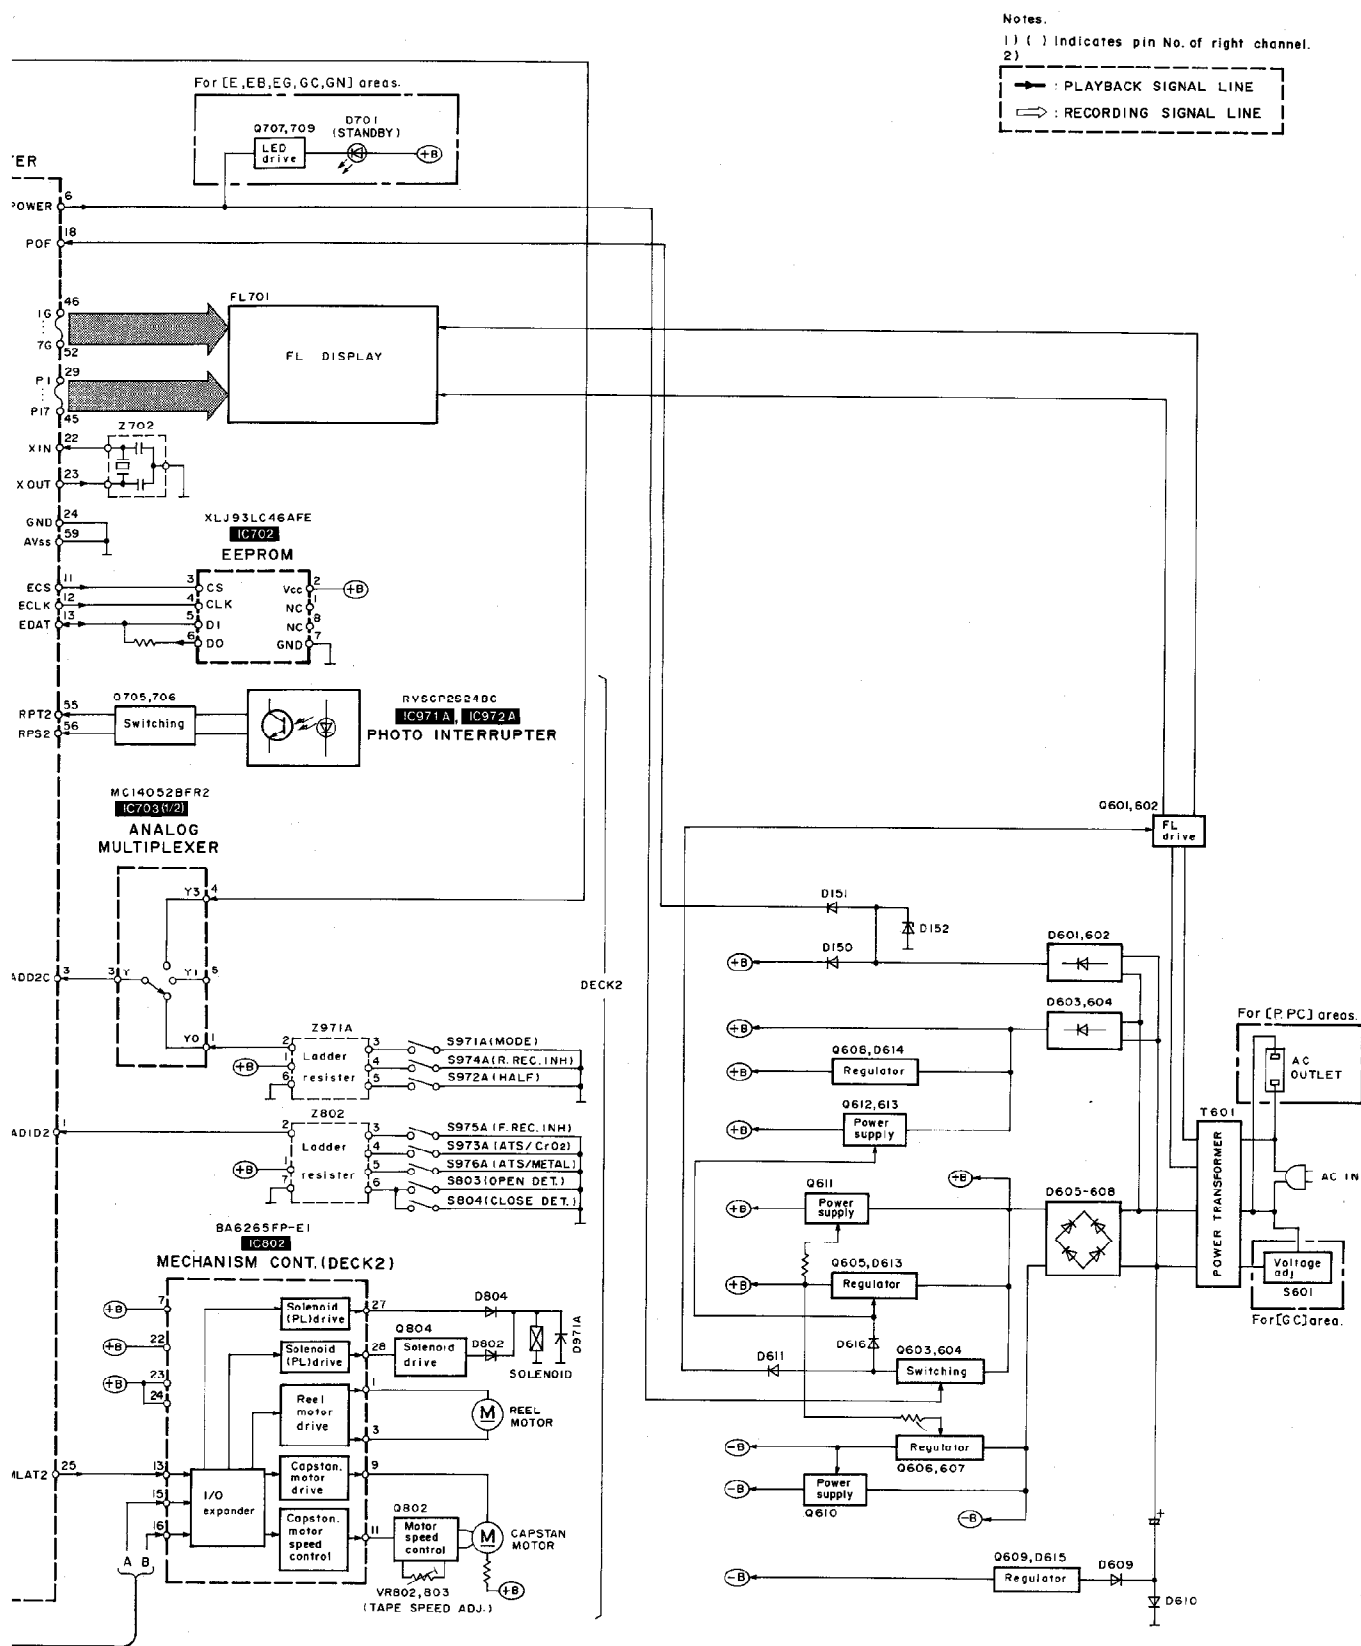 Notes.
1) ( ) Indicates pin No. of right channel.
2)
: PLAYBACK SIGNAL LINE
: RECORDING SIGNAL LINE
For [E,EB,EG,GC,GN] areas.
Q707,709
LED
drive
D701
(STANDBY)
+B
ER
POWER
6
POF
18
1G
46
7G
52
P1
29
P17
45
FL701
FL DISPLAY
XIN
22
X OUT
23
Z702
GND
24
AVss
59
XLJ93LC46AFE
IC702
EEPROM
ECS
11
ECLK
12
EDAT
13
3
CS
4
CLK
5
DI
6
DO
Vcc
2
+B
NC
1
NC
8
GND
7
RPT2
55
RPS2
56
Q705,706
Switching
IC971A, IC972A
PHOTO INTERRUPTER
MC14052BFR2
IC703(1/2)
ANALOG
MULTIPLEXER
Y3
4
ADD2C
3
3
Y
Y1
5
Y0
1
DECK2
Z971A
Ladder
resister
2
1
6
3
4
5
+B
S971A(MODE)
S974A(R.REC.INH)
S972A(HALF)
AD1D2
1
Z802
Ladder
resister
2
1
7
3
4
5
6
+B
S975A(F.REC.INH)
S973A(ATS/CrO2)
S976A(ATS/METAL)
S803(OPEN DET.)
S804(CLOSE DET.)
BA6265FP-E1
IC802
MECHANISM CONT.(DECK2)
7
+B
22
+B
23
+B
24
Solenoid
(PL)drive
27
D804
Solenoid
(PL)drive
28
Q804
Solenoid
drive
D802
SOLENOID
D971A
Reel
motor
drive
1
3
M
REEL
MOTOR
MLAT2
25
13
15
16
I/O
expander
A B
Capstan.
motor
drive
9
Capston.
motor
speed
control
11
Q802
Motor
speed
control
M
CAPSTAN
MOTOR
+B
VR802,803
(TAPE SPEED ADJ.)
Q601,602
FL
drive
D151
D152
D150
+B
D601,602
D603,604
+B
Q608,D614
+B
Regulator
Q612,613
+B
Power
supply
+B
Q611
+B
Power
supply
D605-608
Q605,D613
+B
Regulator
D616
D611
Q603,604
Switching
-B
Regulator
Q606,607
-B
Power
supply
Q610
-B
Q609,D615
-B
Regulator
D609
D610
T601
POWER TRANSFORMER
For [P,PC] areas.
AC
OUTLET
AC IN
Voltage
adj
S601
For[GC]area.